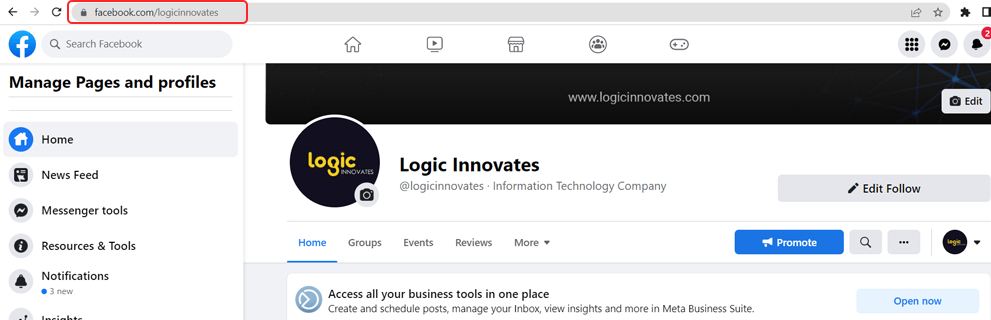 facebook.com/logicinnovates
Search Facebook
2
Manage Pages and profiles
www.logicinnovates.com
Edit
Home
logic
INNOVATES
Logic Innovates
@logicinnovates · Information Technology Company
Edit Follow
News Feed
Messenger tools
Resources & Tools
Home Groups Events Reviews More
Promote
logic
Notifications
3 new
Access all your business tools in one place
Create and schedule posts, manage your Inbox, view insights and more in Meta Business Suite.
Open now